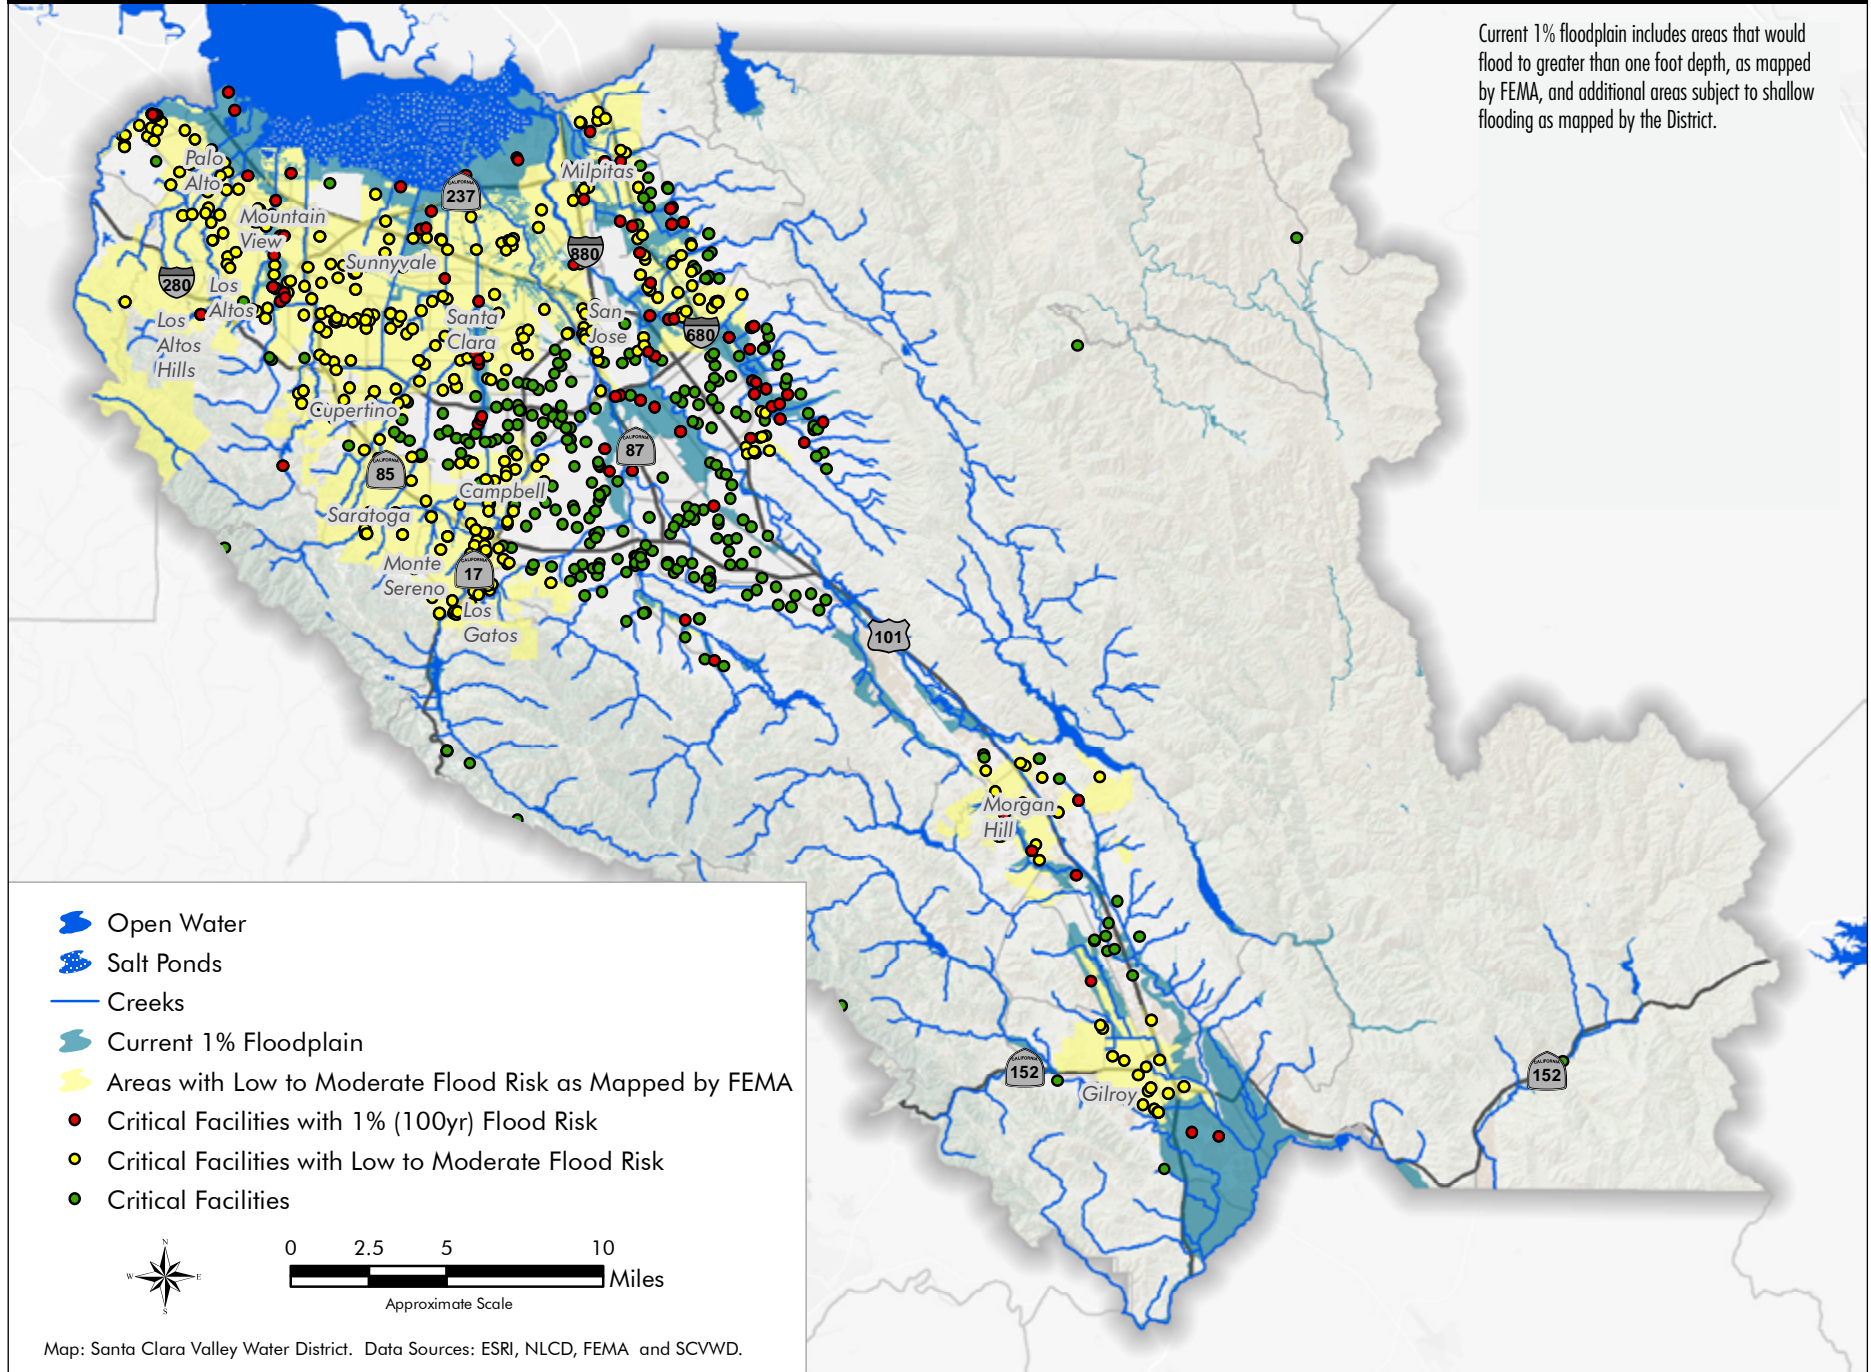 Current 1% floodplain includes areas that would
flood to greater than one foot depth, as mapped
by FEMA, and additional areas subject to shallow
flooding as mapped by the District.
Palo
Alto
Milpitas
CALIFORNIA
237
Mountain
View
880
Sunnyvale
280
Los
Altos
Los
Altos
Hills
Santa
Clara
San
Jose
680
Cupertino
CALIFORNIA
87
CALIFORNIA
85
Campbell
Saratoga
Monte
Sereno
CALIFORNIA
17
Los
Gatos
101
Morgan
Hill
CALIFORNIA
152
Gilroy
CALIFORNIA
152
Open Water
Salt Ponds
Creeks
Current 1% Floodplain
Areas with Low to Moderate Flood Risk as Mapped by FEMA
Critical Facilities with 1% (100yr) Flood Risk
Critical Facilities with Low to Moderate Flood Risk
Critical Facilities
N
W E
S
0 2.5 5 10
Miles
Approximate Scale
Map: Santa Clara Valley Water District. Data Sources: ESRI, NLCD, FEMA and SCVWD.